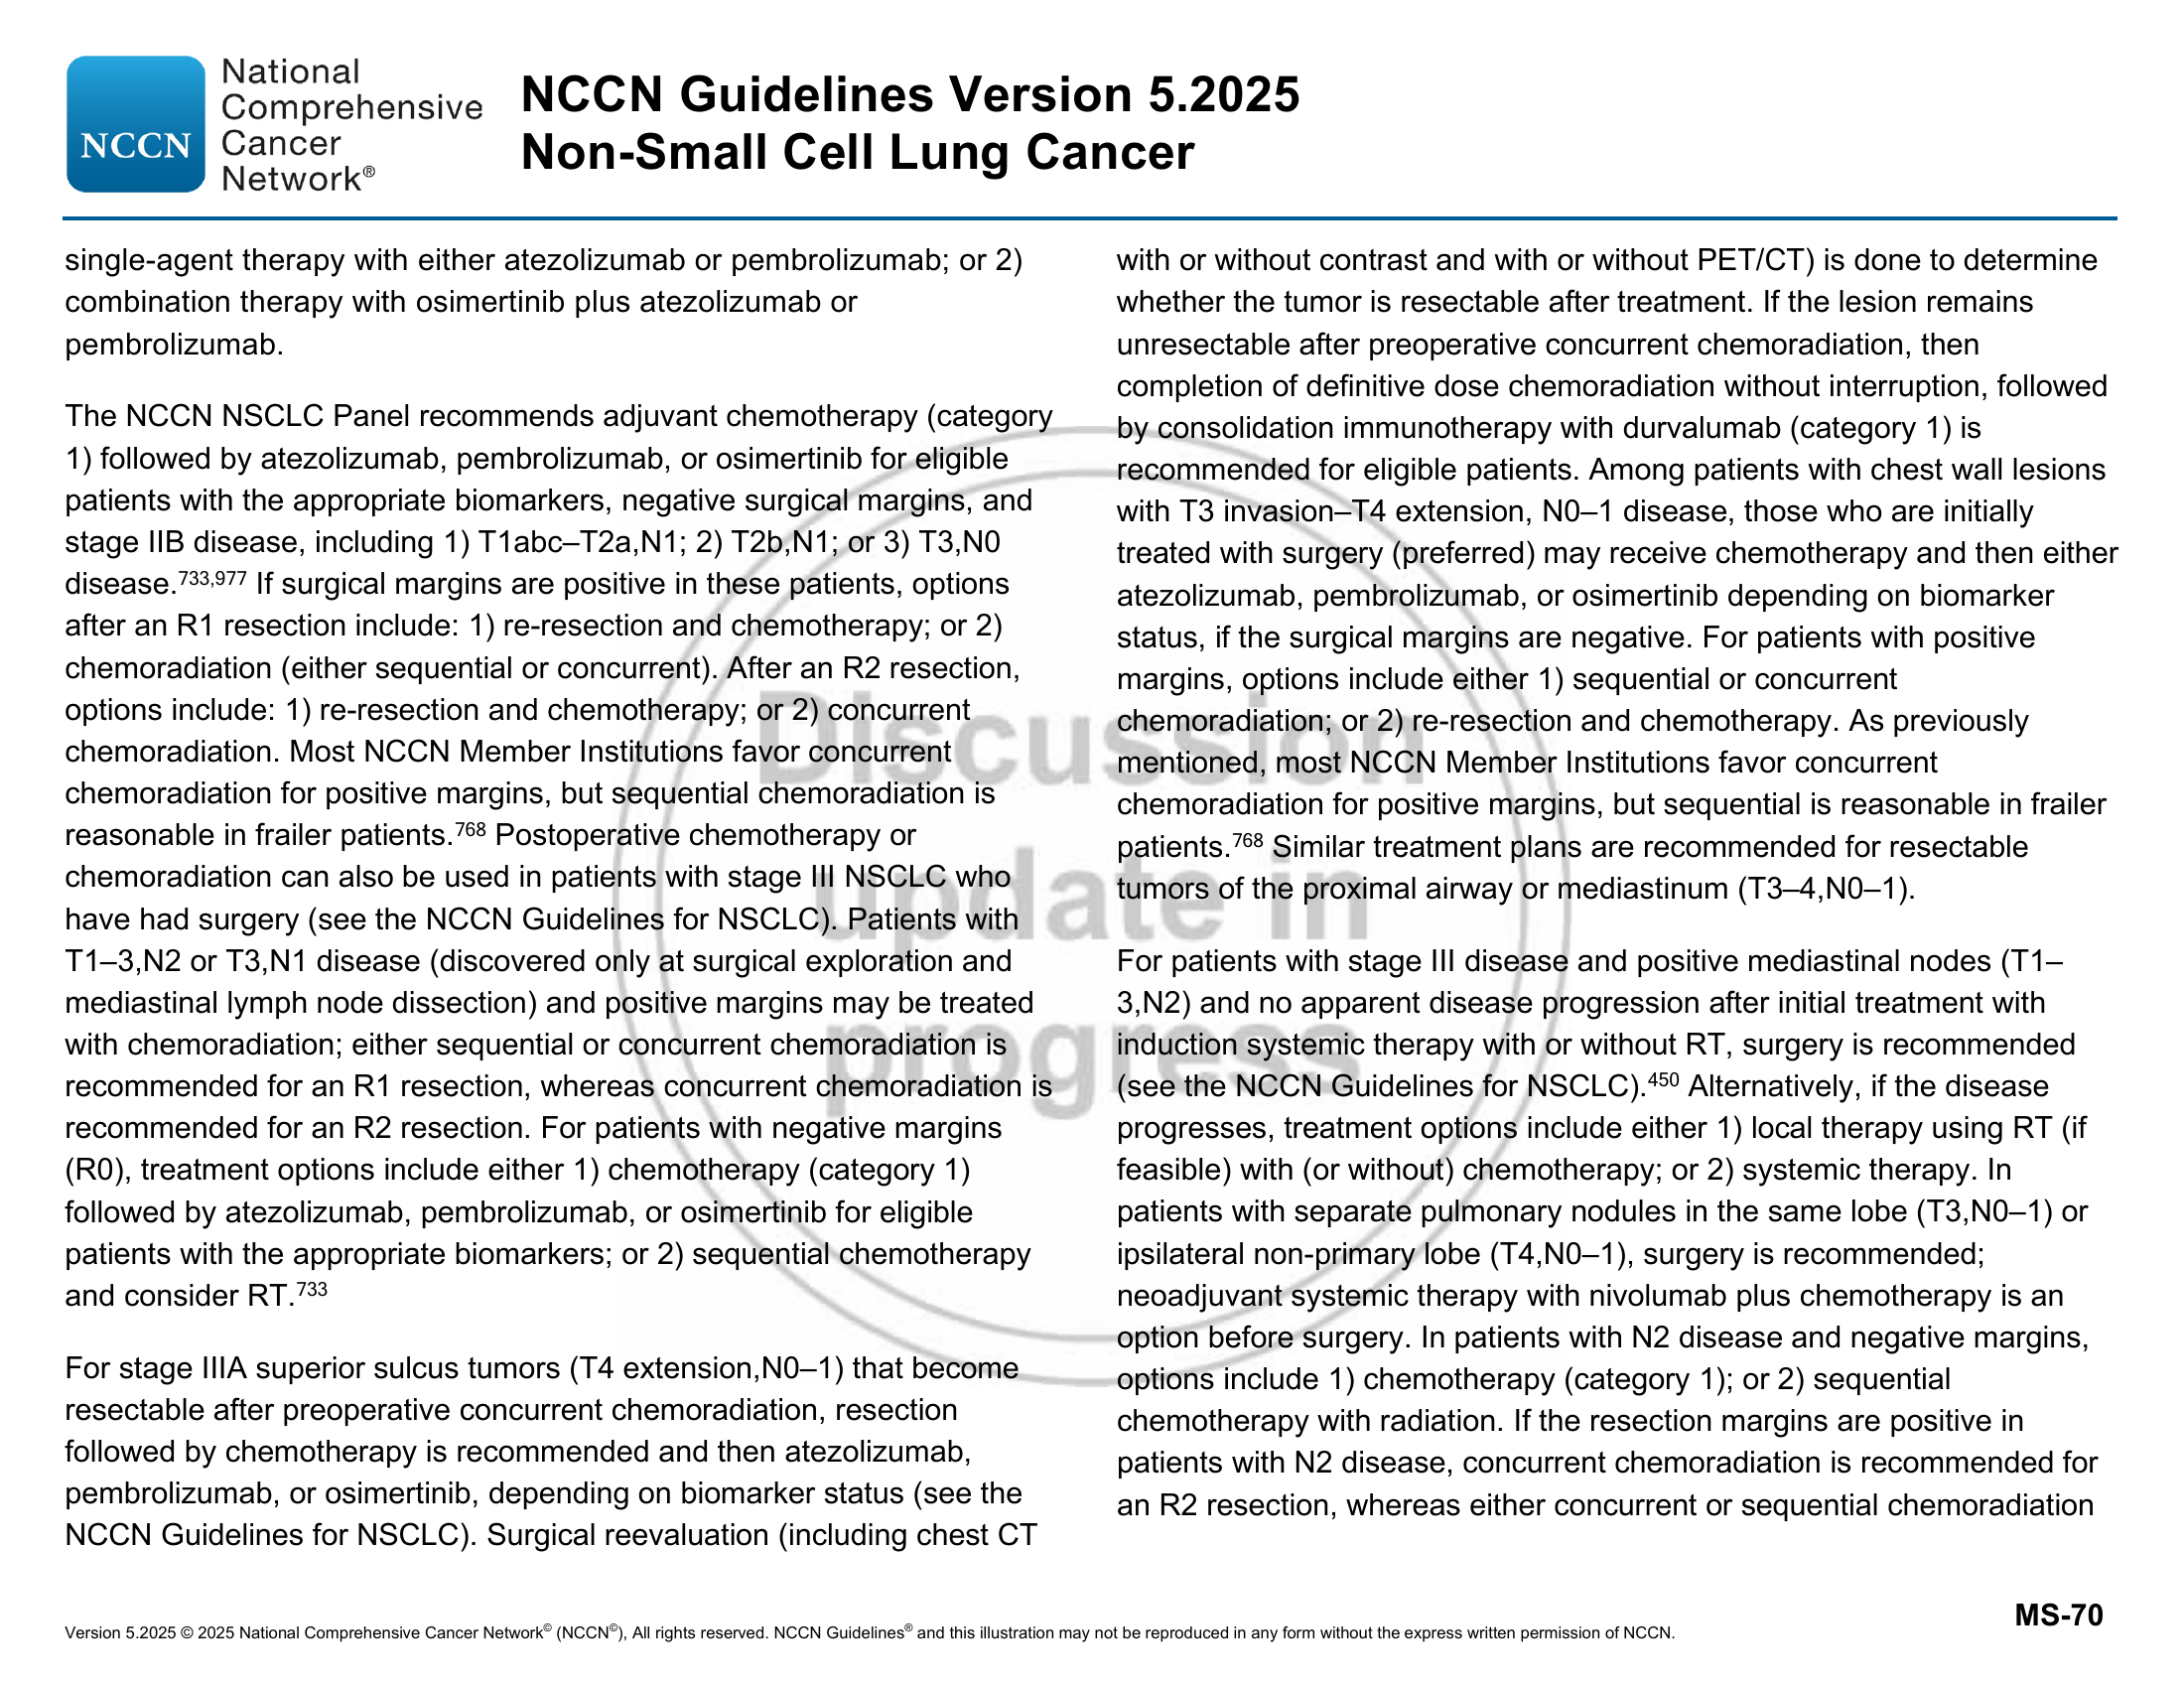 NCCN
National
Comprehensive
Cancer
Network®
NCCN Guidelines Version 5.2025
Non-Small Cell Lung Cancer
single-agent therapy with either atezolizumab or pembrolizumab; or 2)
combination therapy with osimertinib plus atezolizumab or
pembrolizumab.
The NCCN NSCLC Panel recommends adjuvant chemotherapy (category
1) followed by atezolizumab, pembrolizumab, or osimertinib for eligible
patients with the appropriate biomarkers, negative surgical margins, and
stage IIB disease, including 1) T1abc–T2a,N1; 2) T2b,N1; or 3) T3,N0
disease.733,977 If surgical margins are positive in these patients, options
after an R1 resection include: 1) re-resection and chemotherapy; or 2)
chemoradiation (either sequential or concurrent). After an R2 resection,
options include: 1) re-resection and chemotherapy; or 2) concurrent
chemoradiation. Most NCCN Member Institutions favor concurrent
chemoradiation for positive margins, but sequential chemoradiation is
reasonable in frailer patients.768 Postoperative chemotherapy or
chemoradiation can also be used in patients with stage III NSCLC who
have had surgery (see the NCCN Guidelines for NSCLC). Patients with
T1–3,N2 or T3,N1 disease (discovered only at surgical exploration and
mediastinal lymph node dissection) and positive margins may be treated
with chemoradiation; either sequential or concurrent chemoradiation is
recommended for an R1 resection, whereas concurrent chemoradiation is
recommended for an R2 resection. For patients with negative margins
(R0), treatment options include either 1) chemotherapy (category 1)
followed by atezolizumab, pembrolizumab, or osimertinib for eligible
patients with the appropriate biomarkers; or 2) sequential chemotherapy
and consider RT.733
For stage IIIA superior sulcus tumors (T4 extension,N0–1) that become
resectable after preoperative concurrent chemoradiation, resection
followed by chemotherapy is recommended and then atezolizumab,
pembrolizumab, or osimertinib, depending on biomarker status (see the
NCCN Guidelines for NSCLC). Surgical reevaluation (including chest CT
with or without contrast and with or without PET/CT) is done to determine
whether the tumor is resectable after treatment. If the lesion remains
unresectable after preoperative concurrent chemoradiation, then
completion of definitive dose chemoradiation without interruption, followed
by consolidation immunotherapy with durvalumab (category 1) is
recommended for eligible patients. Among patients with chest wall lesions
with T3 invasion–T4 extension, N0–1 disease, those who are initially
treated with surgery (preferred) may receive chemotherapy and then either
atezolizumab, pembrolizumab, or osimertinib depending on biomarker
status, if the surgical margins are negative. For patients with positive
margins, options include either 1) sequential or concurrent
chemoradiation; or 2) re-resection and chemotherapy. As previously
mentioned, most NCCN Member Institutions favor concurrent
chemoradiation for positive margins, but sequential is reasonable in frailer
patients.768 Similar treatment plans are recommended for resectable
tumors of the proximal airway or mediastinum (T3–4,N0–1).
For patients with stage III disease and positive mediastinal nodes (T1–
3,N2) and no apparent disease progression after initial treatment with
induction systemic therapy with or without RT, surgery is recommended
(see the NCCN Guidelines for NSCLC).450 Alternatively, if the disease
progresses, treatment options include either 1) local therapy using RT (if
feasible) with (or without) chemotherapy; or 2) systemic therapy. In
patients with separate pulmonary nodules in the same lobe (T3,N0–1) or
ipsilateral non-primary lobe (T4,N0–1), surgery is recommended;
neoadjuvant systemic therapy with nivolumab plus chemotherapy is an
option before surgery. In patients with N2 disease and negative margins,
options include 1) chemotherapy (category 1); or 2) sequential
chemotherapy with radiation. If the resection margins are positive in
patients with N2 disease, concurrent chemoradiation is recommended for
an R2 resection, whereas either concurrent or sequential chemoradiation
Discussion
update in
progress
MS-70
Version 5.2025 © 2025 National Comprehensive Cancer Network© (NCCN©), All rights reserved. NCCN Guidelines® and this illustration may not be reproduced in any form without the express written permission of NCCN.